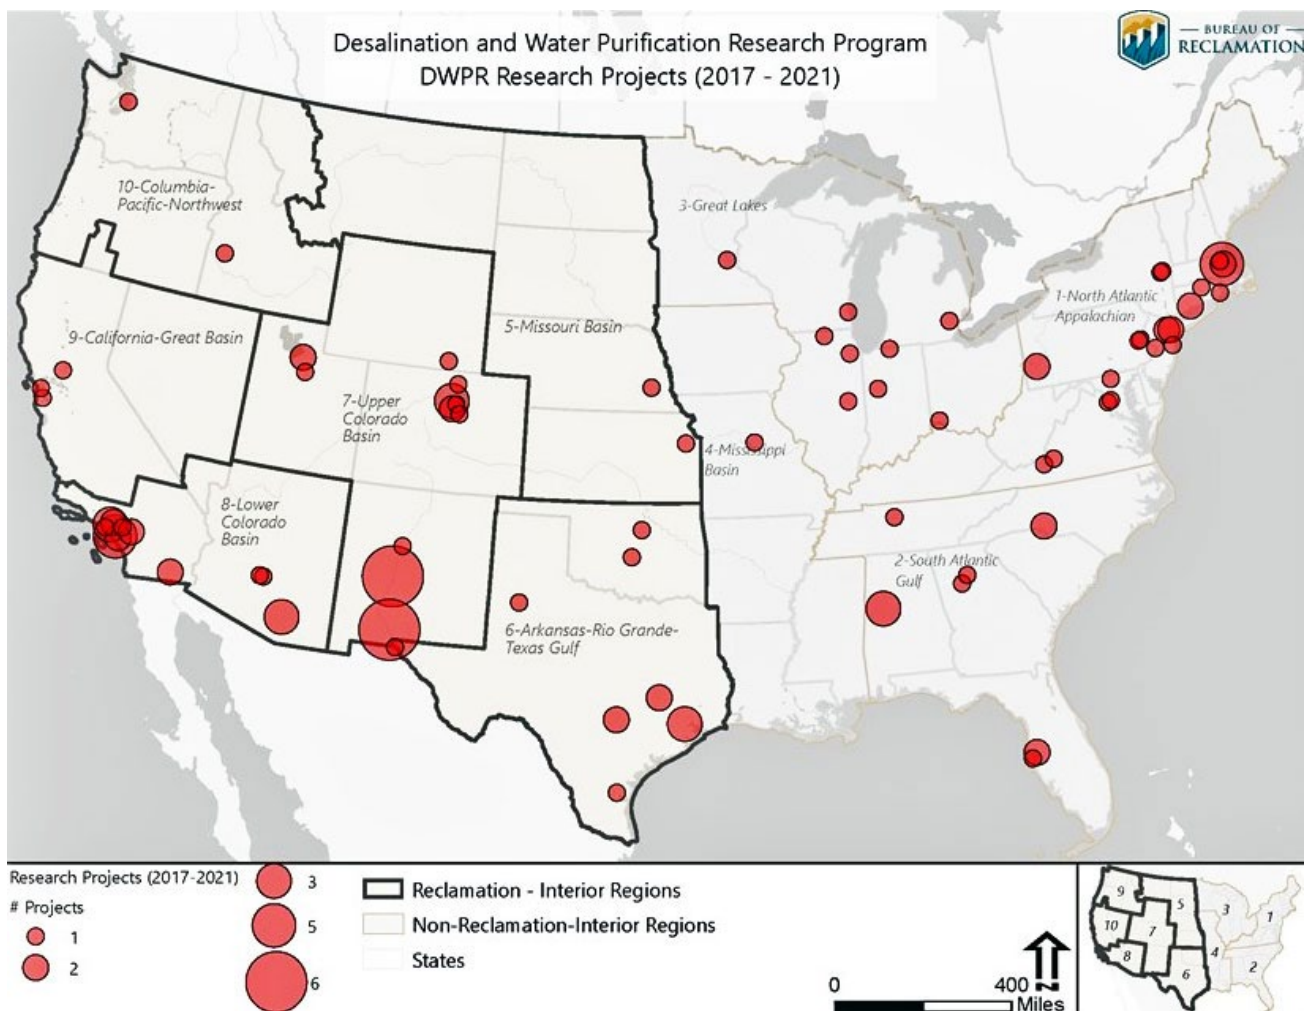 Desalination and Water Purification Research Program
DWPR Research Projects (2017 - 2021)
BUREAU OF
RECLAMATION
10-Columbia-
Pacific-Northwest
3-Great Lakes
1-North Atlantic
Appalachian
5-Missouri Basin
9-California-Great Basin
7-Upper
Colorado
Basin
4-Mississippi
Basin
8-Lower
Colorado
Basin
2-South Atlantic
Gulf
6-Arkansas-Rio Grande-
Texas Gulf
Research Projects (2017-2021)
# Projects
1
2
3
5
6
Reclamation - Interior Regions
Non-Reclamation-Interior Regions
States
N
0 400
Miles
9
5
3
1
10
7
4
8
6
2